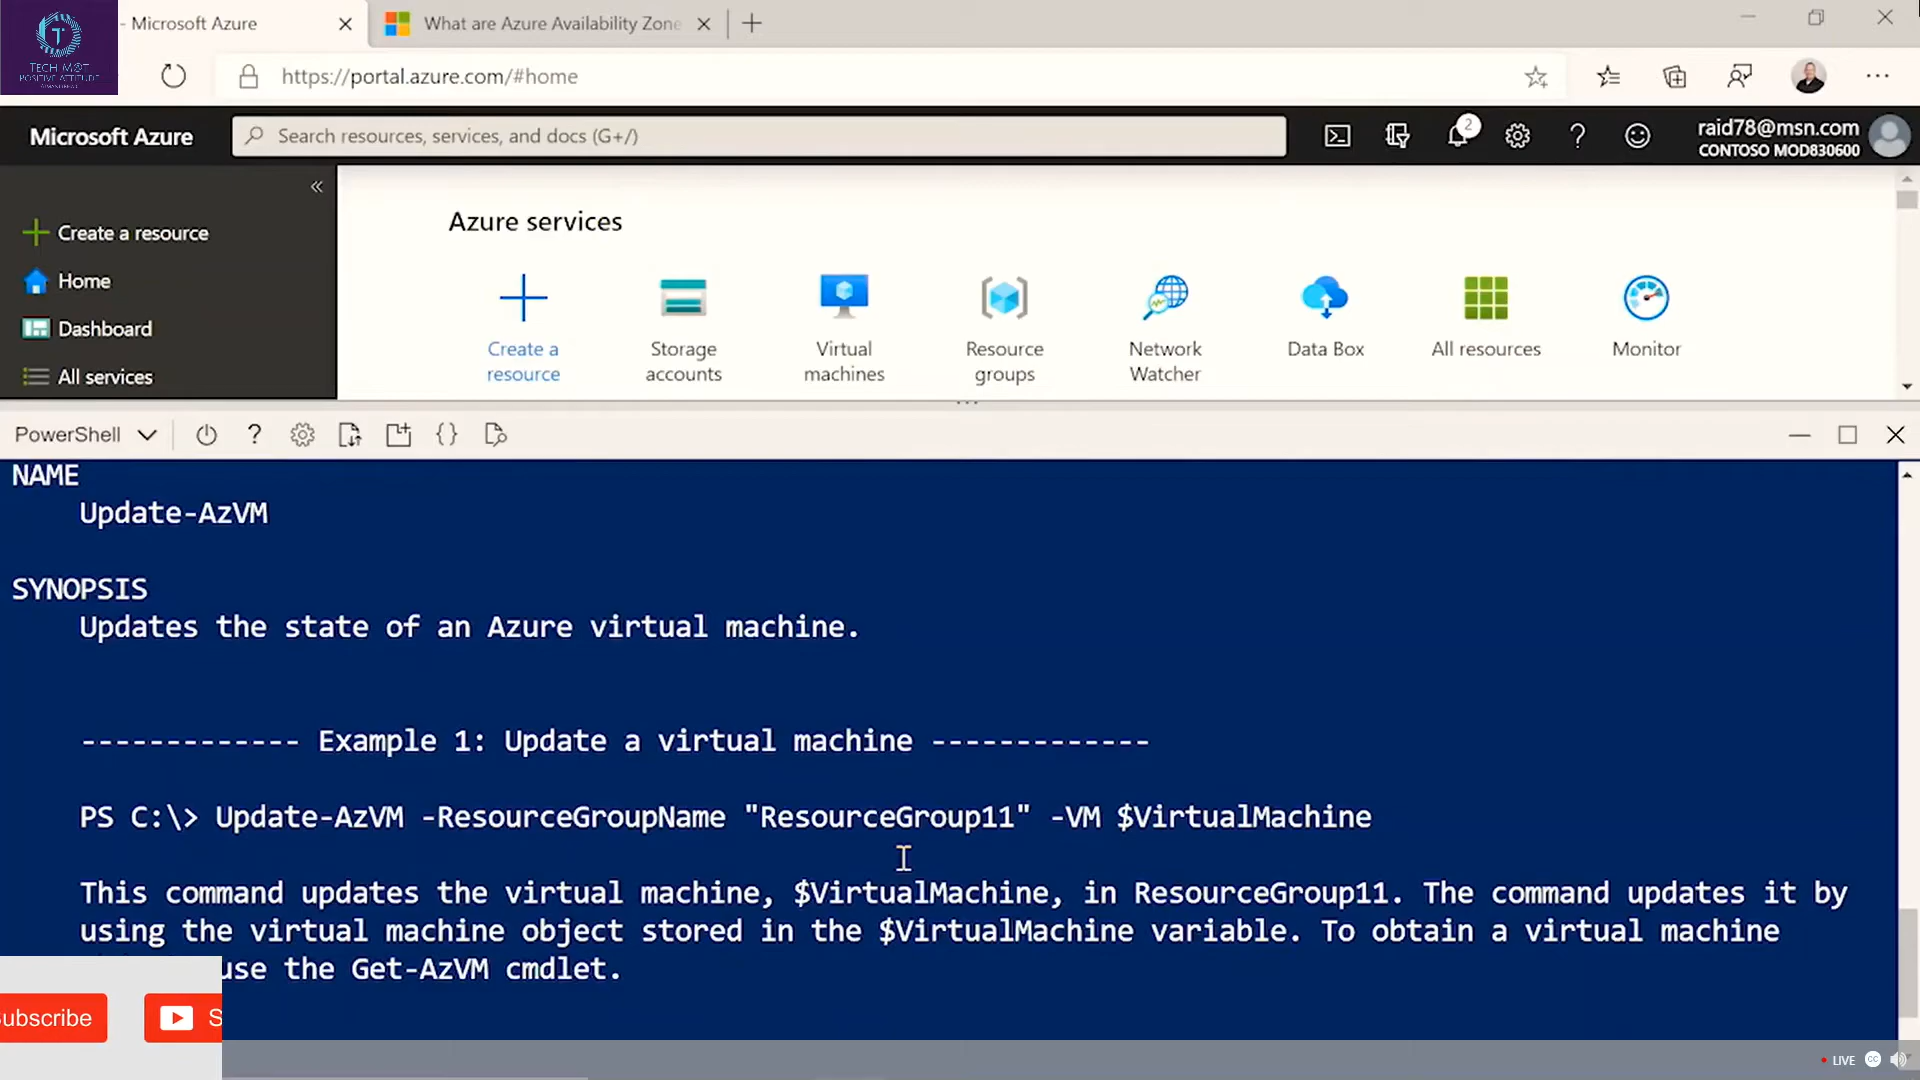 - Microsoft Azure
What are Azure Availability Zone
https://portal.azure.com/#home
TECH M@T
POSITIVE ATTITUDE
Microsoft Azure
Search resources, services, and docs (G+/)
2
raid78@msn.com
CONTOSO MOD830600
Create a resource
Home
Dashboard
All services
Azure services
Create a resource
Storage accounts
Virtual machines
Resource groups
Network Watcher
Data Box
All resources
Monitor
PowerShell
NAME
Update-AzVM
SYNOPSIS
Updates the state of an Azure virtual machine.
------------- Example 1: Update a virtual machine -------------
PS C:\> Update-AzVM -ResourceGroupName "ResourceGroup11" -VM $VirtualMachine
This command updates the virtual machine, $VirtualMachine, in ResourceGroup11. The command updates it by
using the virtual machine object stored in the $VirtualMachine variable. To obtain a virtual machine
use the Get-AzVM cmdlet.
ubscribe
S
LIVE
CC